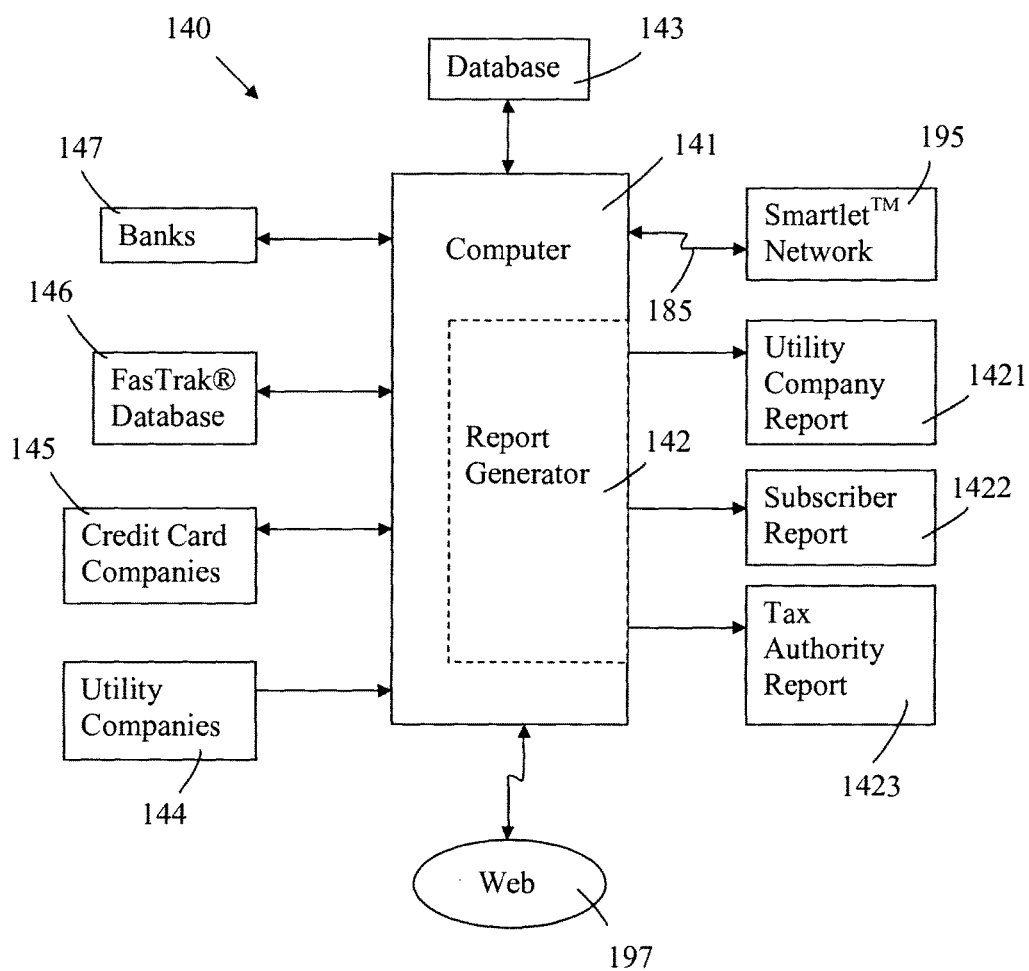 140
143
Database
147
141
195
Banks
Computer
Smartlet™
Network
185
146
FasTrak®
Database
Utility
Company
Report
1421
145
Report
Generator
142
Credit Card
Companies
Subscriber
Report
1422
Utility
Companies
Tax
Authority
Report
144
1423
Web
197